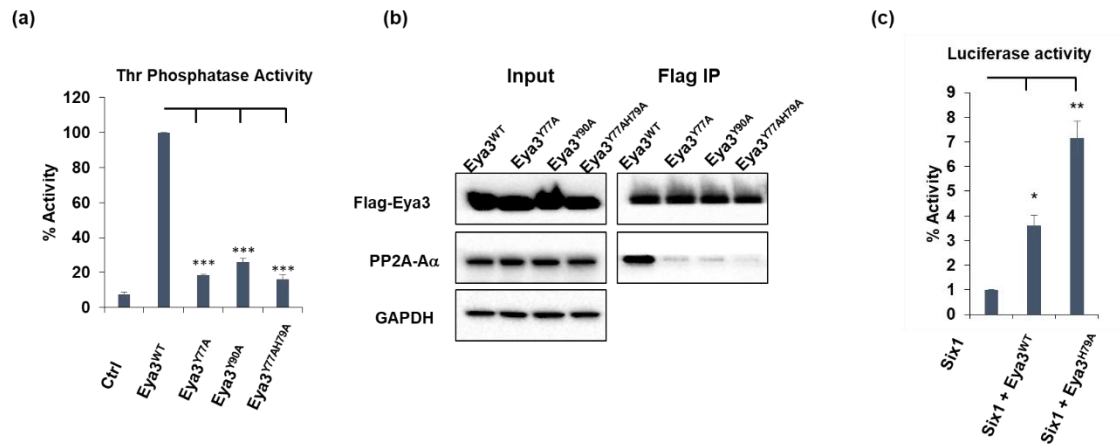 (a)
Thr Phosphatase Activity
% Activity
120
100
80
60
40
20
0
***
***
***
Ctrl
Eya3WT
Eya3Y77A
Eya3Y90A
Eya3Y77AH79A
(b)
Input
Flag IP
Eya3WT
Eya3Y77A
Eya3Y90A
Eya3Y77AH79A
Eya3WT
Eya3Y77A
Eya3Y90A
Eya3Y77AH79A
Flag-Eya3
PP2A-Aα
GAPDH
(c)
Luciferase activity
% Activity
9
8
7
6
5
4
3
2
1
0
*
**
Six1
Six1 + Eya3WT
Six1 + Eya3H79A